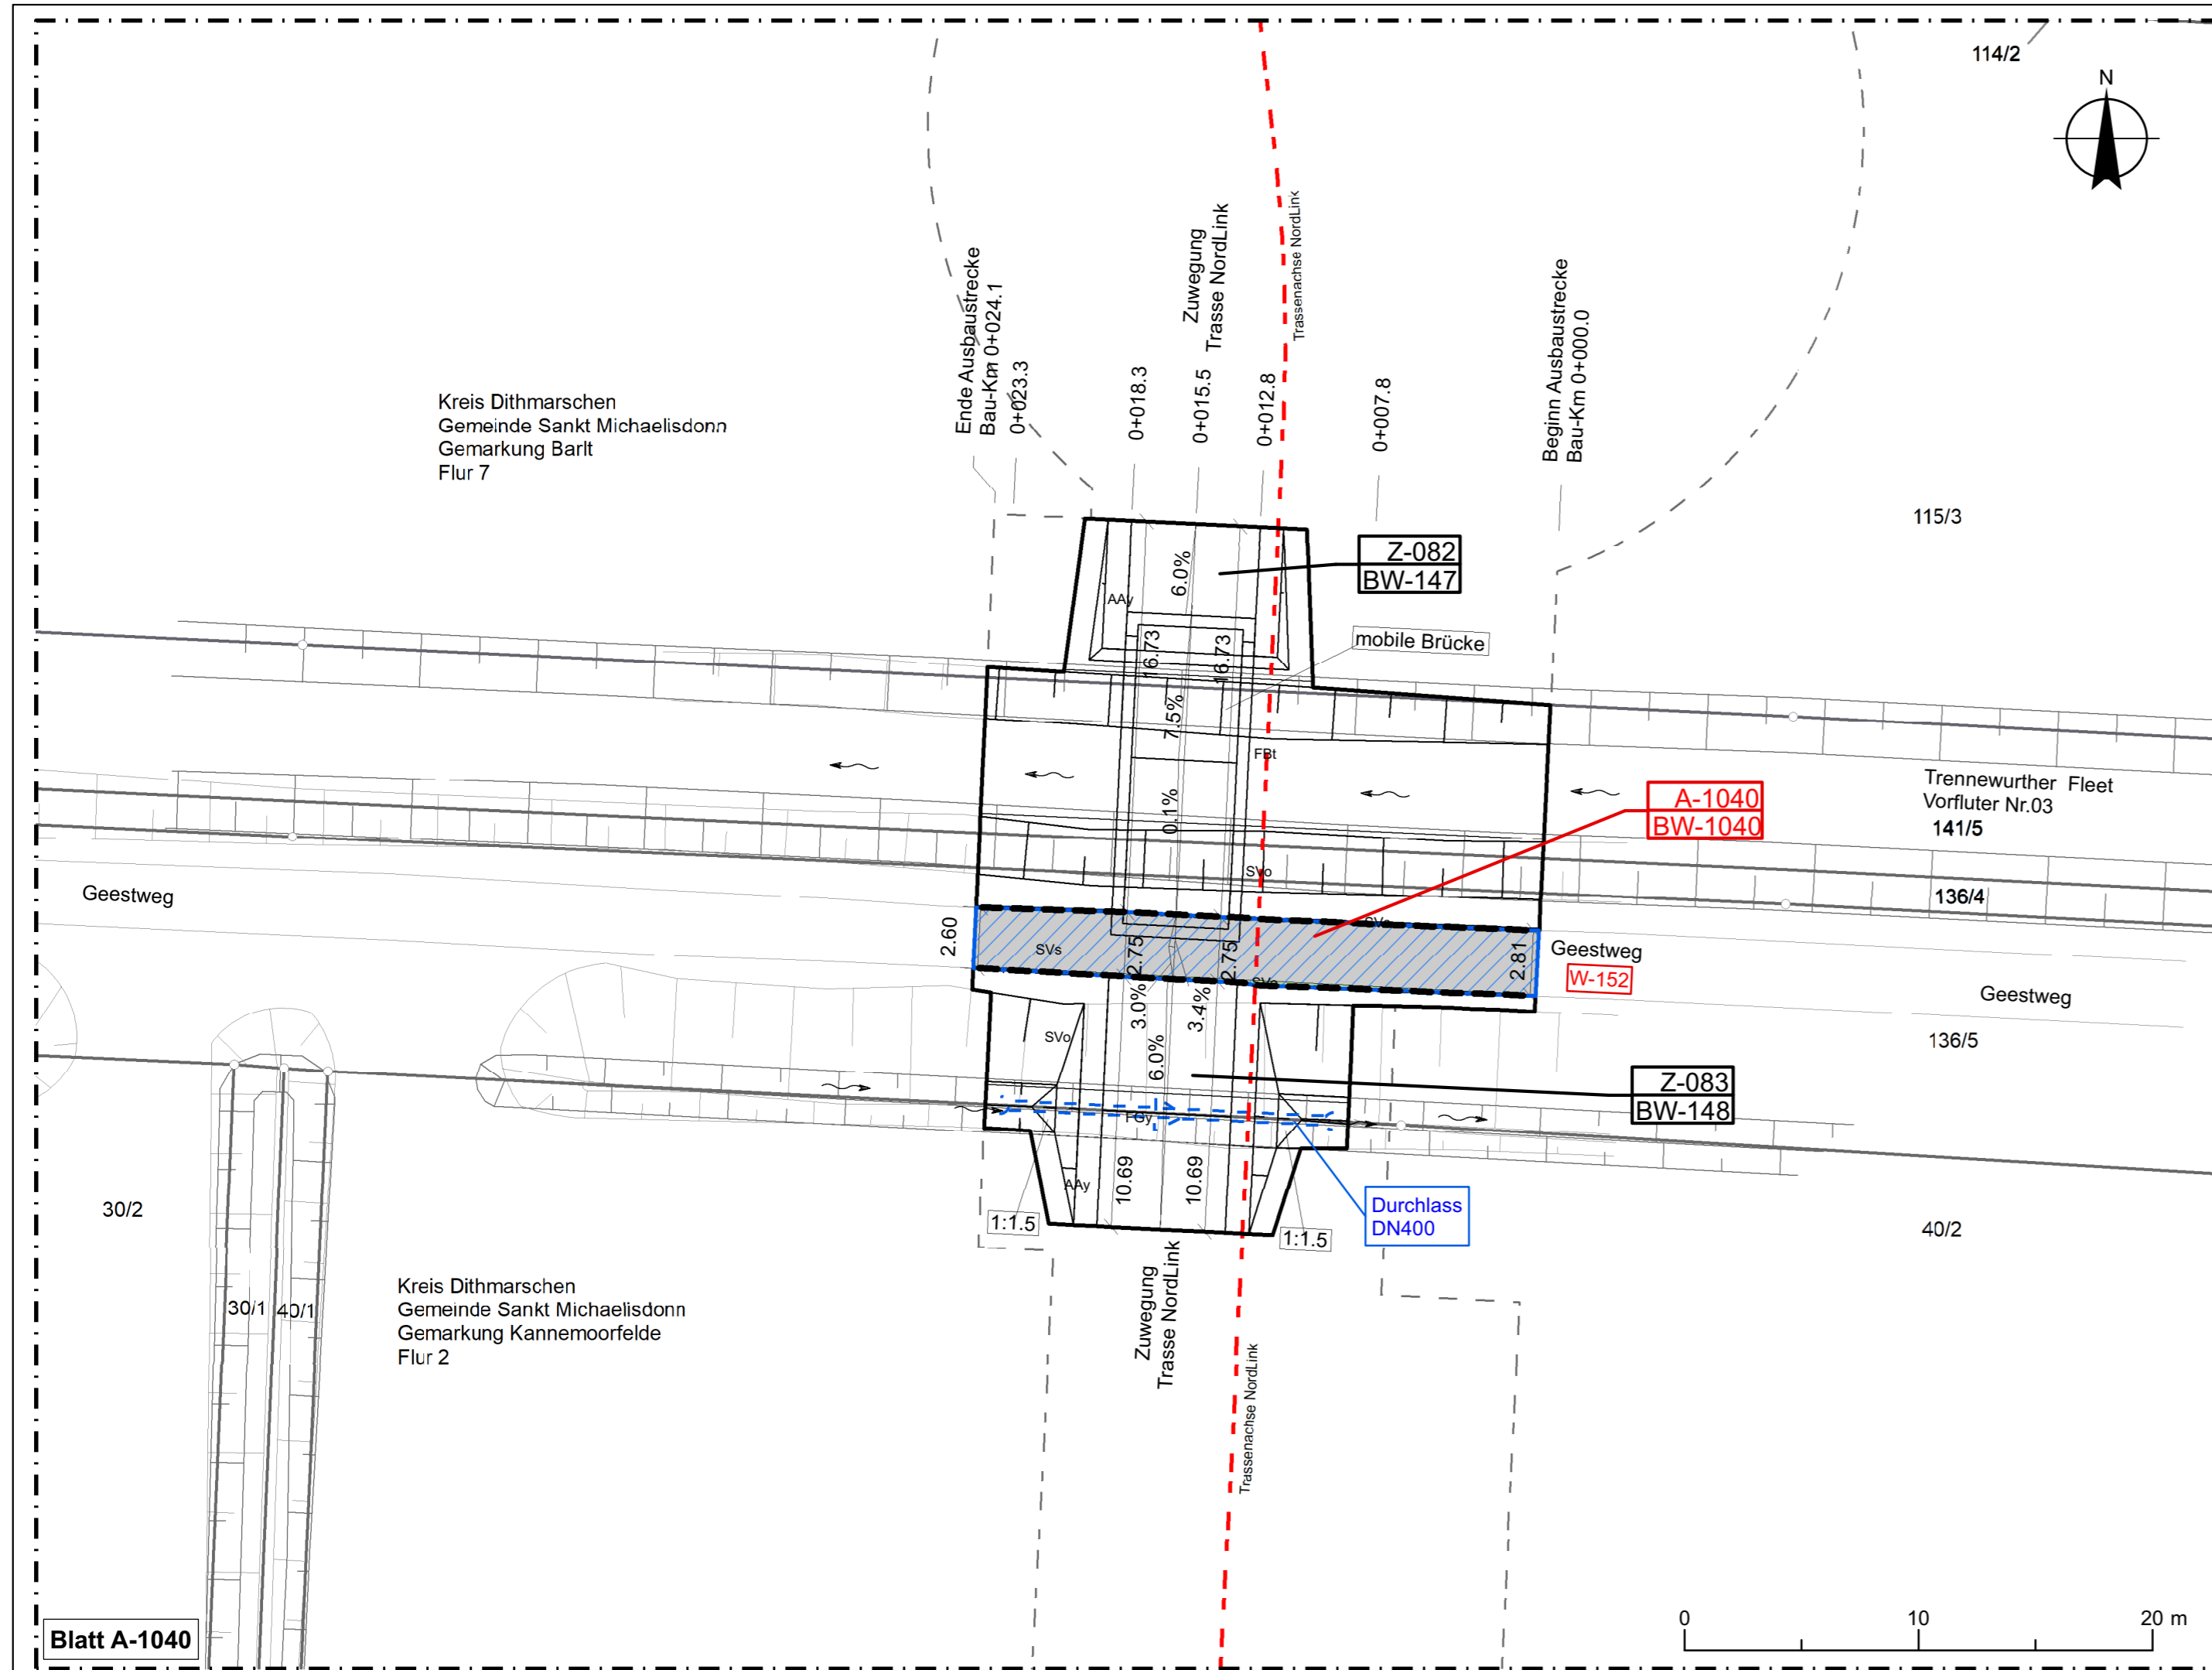 114/2
N
Ende Ausbaustrecke
Bau-Km 0+024.1
0+023.3
0+018.3
Zuwegung
Trasse NordLink
0+015.5
0+012.8
Trassenachse NordLink
0+007.8
Beginn Ausbaustrecke
Bau-Km 0+000.0
Kreis Dithmarschen
Gemeinde Sankt Michaelisdonn
Gemarkung Barlt
Flur 7
115/3
Z-082
BW-147
6.0%
AAy
mobile Brücke
16.73
16.73
7.5%
FBt
0.1%
A-1040
BW-1040
Trennewurther Fleet
Vorfluter Nr.03
141/5
SVo
136/4
Geestweg
2.60
SVs
2.75
2.75
2.81
Geestweg
W-152
Geestweg
136/5
3.0%
3.4%
SVo
6.0%
Z-083
BW-148
10.69
10.69
AAy
1:1.5
1:1.5
Durchlass
DN400
30/2
40/2
Zuwegung
Trasse NordLink
Trassenachse NordLink
30/1
40/1
Kreis Dithmarschen
Gemeinde Sankt Michaelisdonn
Gemarkung Kannemoorfelde
Flur 2
Blatt A-1040
0 10 20 m